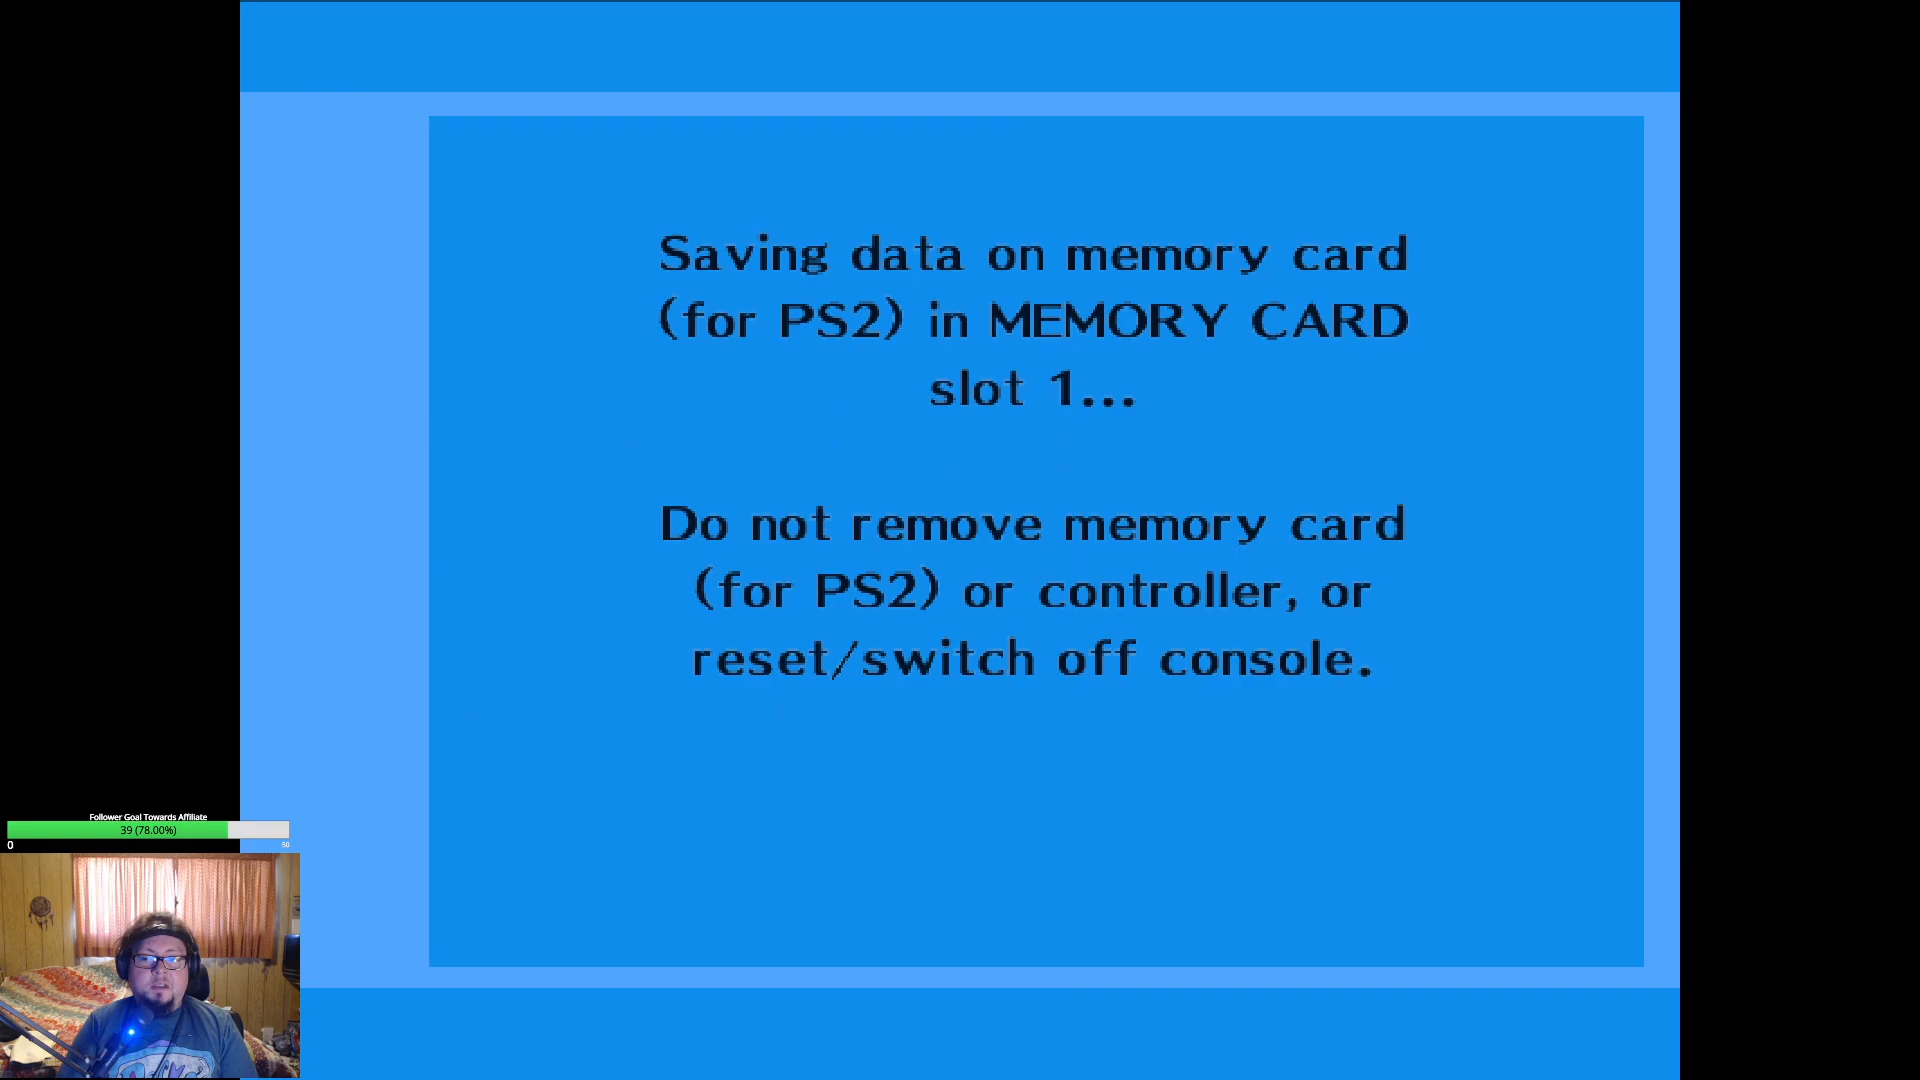 Saving data on memory card
(for PS2) in MEMORY CARD
slot 1...
Do not remove memory card
(for PS2) or controller, or
reset/switch off console.
Follower Goal Towards Affiliate
39 (78.00%)
0
50